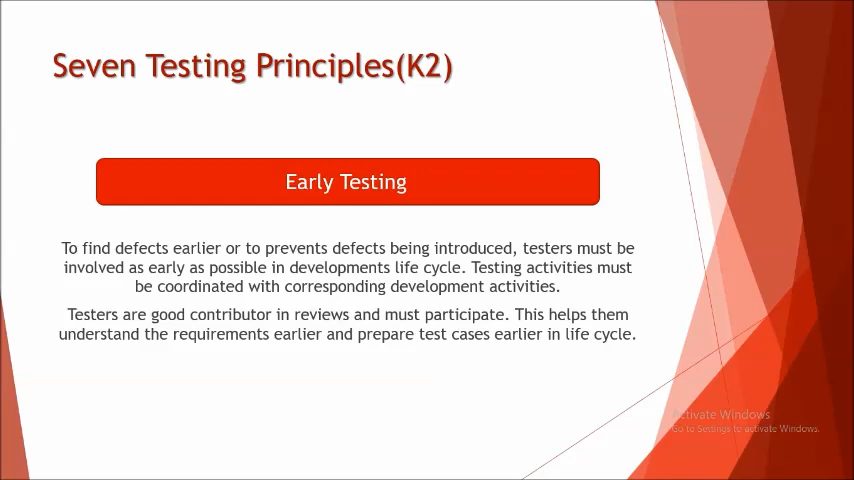 Seven Testing Principles(K2)
Early Testing
To find defects earlier or to prevents defects being introduced, testers must be
involved as early as possible in developments life cycle. Testing activities must
be coordinated with corresponding development activities.
Testers are good contributor in reviews and must participate. This helps them
understand the requirements earlier and prepare test cases earlier in life cycle.
Activate Windows
Go to Settings to activate Windows.